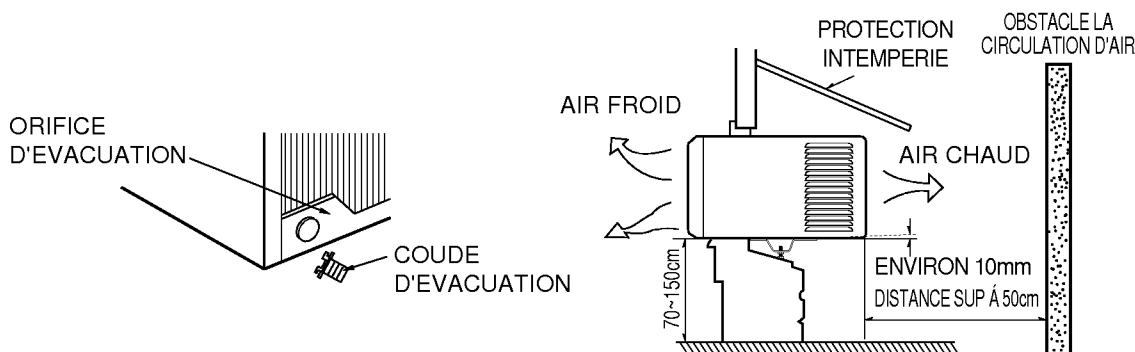 ORIFICE
D'EVACUATION
COUDE
D'EVACUATION
PROTECTION
INTEMPERIE
OBSTACLE LA
CIRCULATION D'AIR
AIR FROID
AIR CHAUD
70~150cm
ENVIRON 10mm
DISTANCE SUP Á 50cm